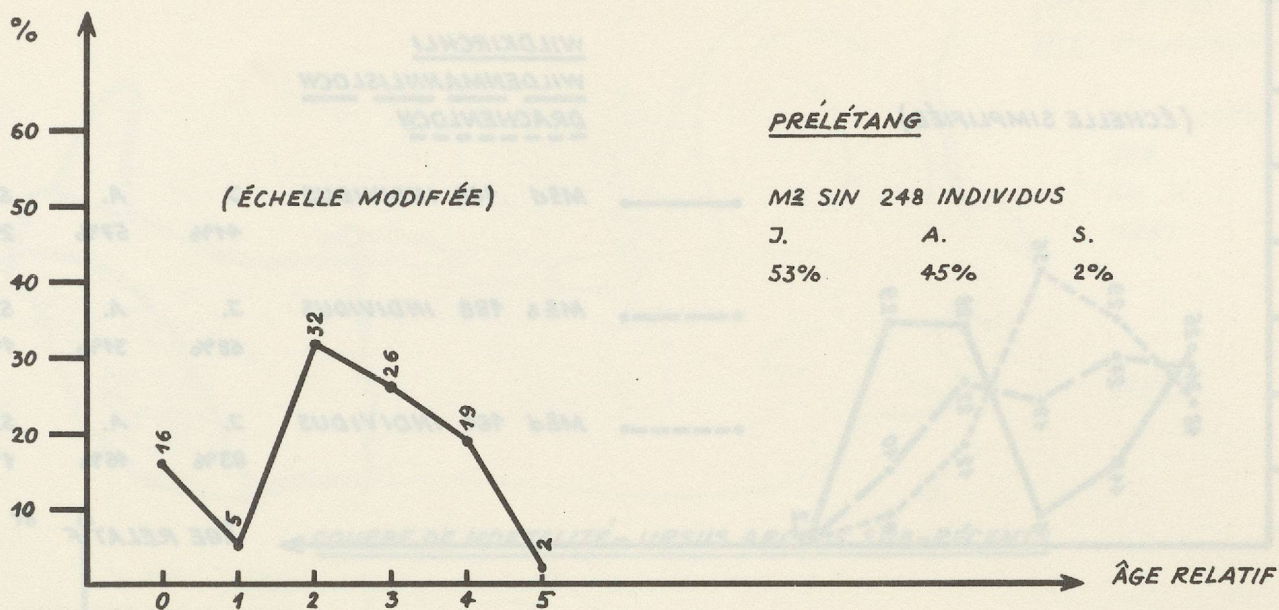 %
60
50
40
30
20
10
(ÉCHELLE MODIFIÉE)
PRÉLÉTANG
M2 SIN 248 INDIVIDUS
J. A. S.
53% 45% 2%
16
5
32
26
19
2
0 1 2 3 4 5
ÂGE RELATIF